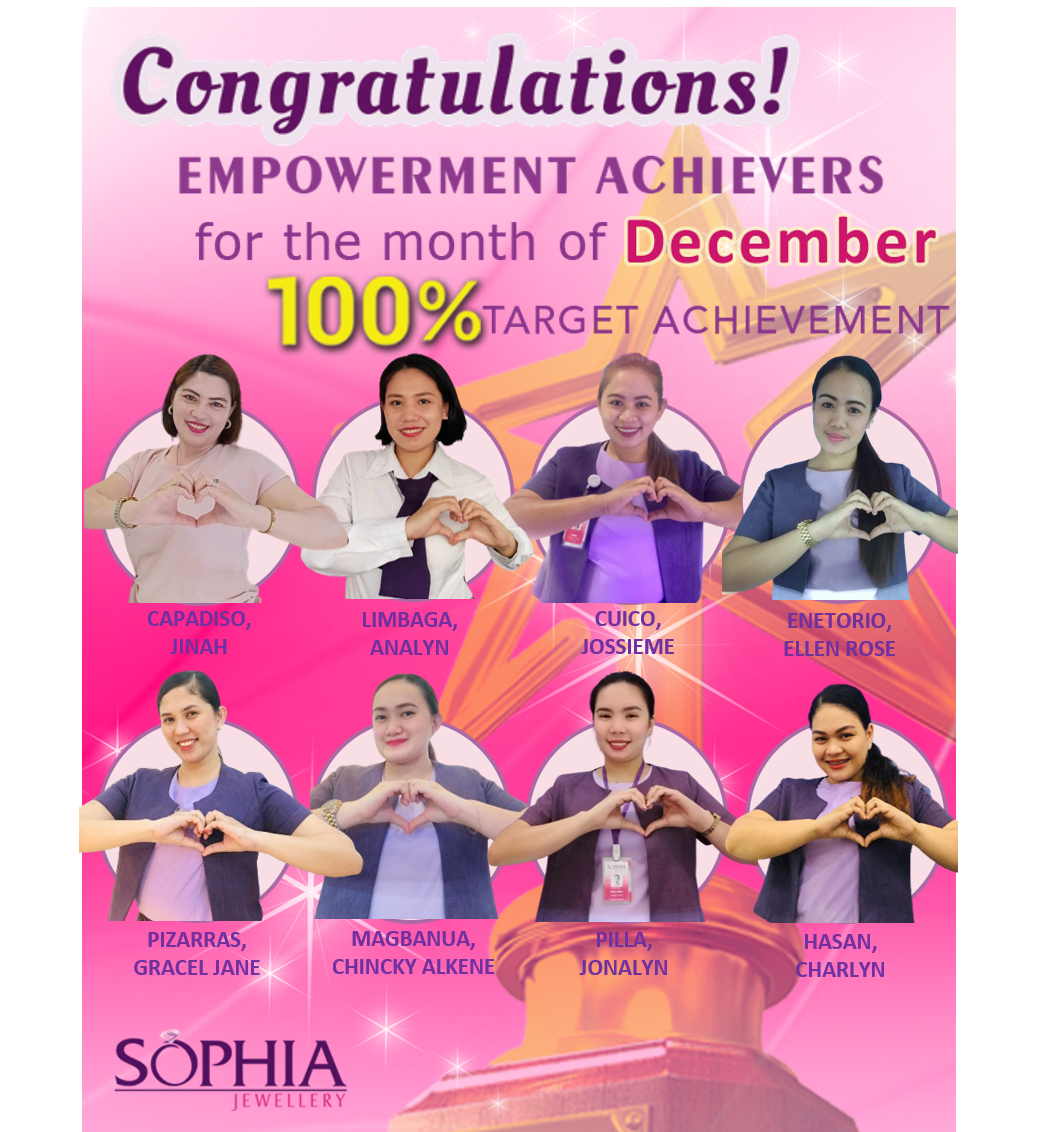 Congratulations!
EMPOWERMENT ACHIEVERS
for the month of December
100% TARGET ACHIEVEMENT
CAPADISO,
JINAH
LIMBAGA,
ANALYN
CUICO,
JOSSIEME
ENETORIO,
ELLEN ROSE
PIZARRAS,
GRACEL JANE
MAGBANUA,
CHINCKY ALKENE
SOPHIA
PILLA,
JONALYN
HASAN,
CHARLYN
SOPHIA
JEWELLERY